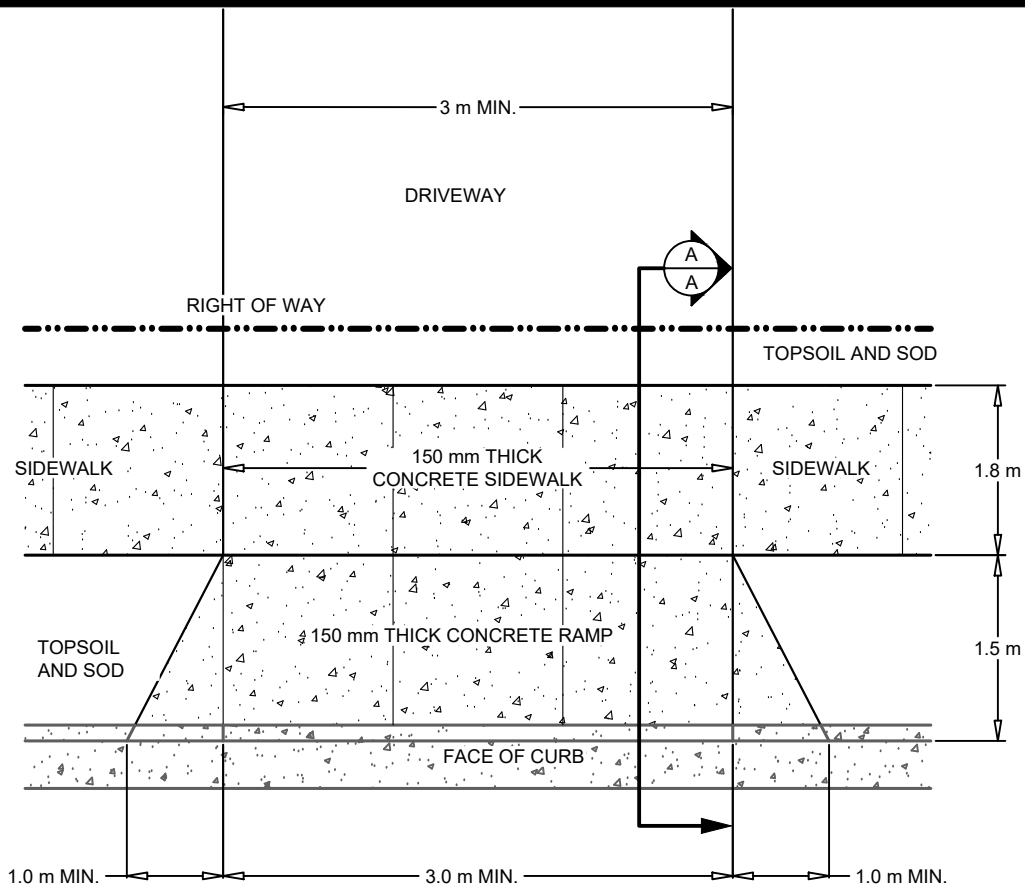 3 m MIN.
DRIVEWAY
A
A
RIGHT OF WAY
TOPSOIL AND SOD
SIDEWALK
150 mm THICK
CONCRETE SIDEWALK
SIDEWALK
1.8 m
150 mm THICK CONCRETE RAMP
TOPSOIL
AND SOD
1.5 m
FACE OF CURB
1.0 m MIN.
3.0 m MIN.
1.0 m MIN.